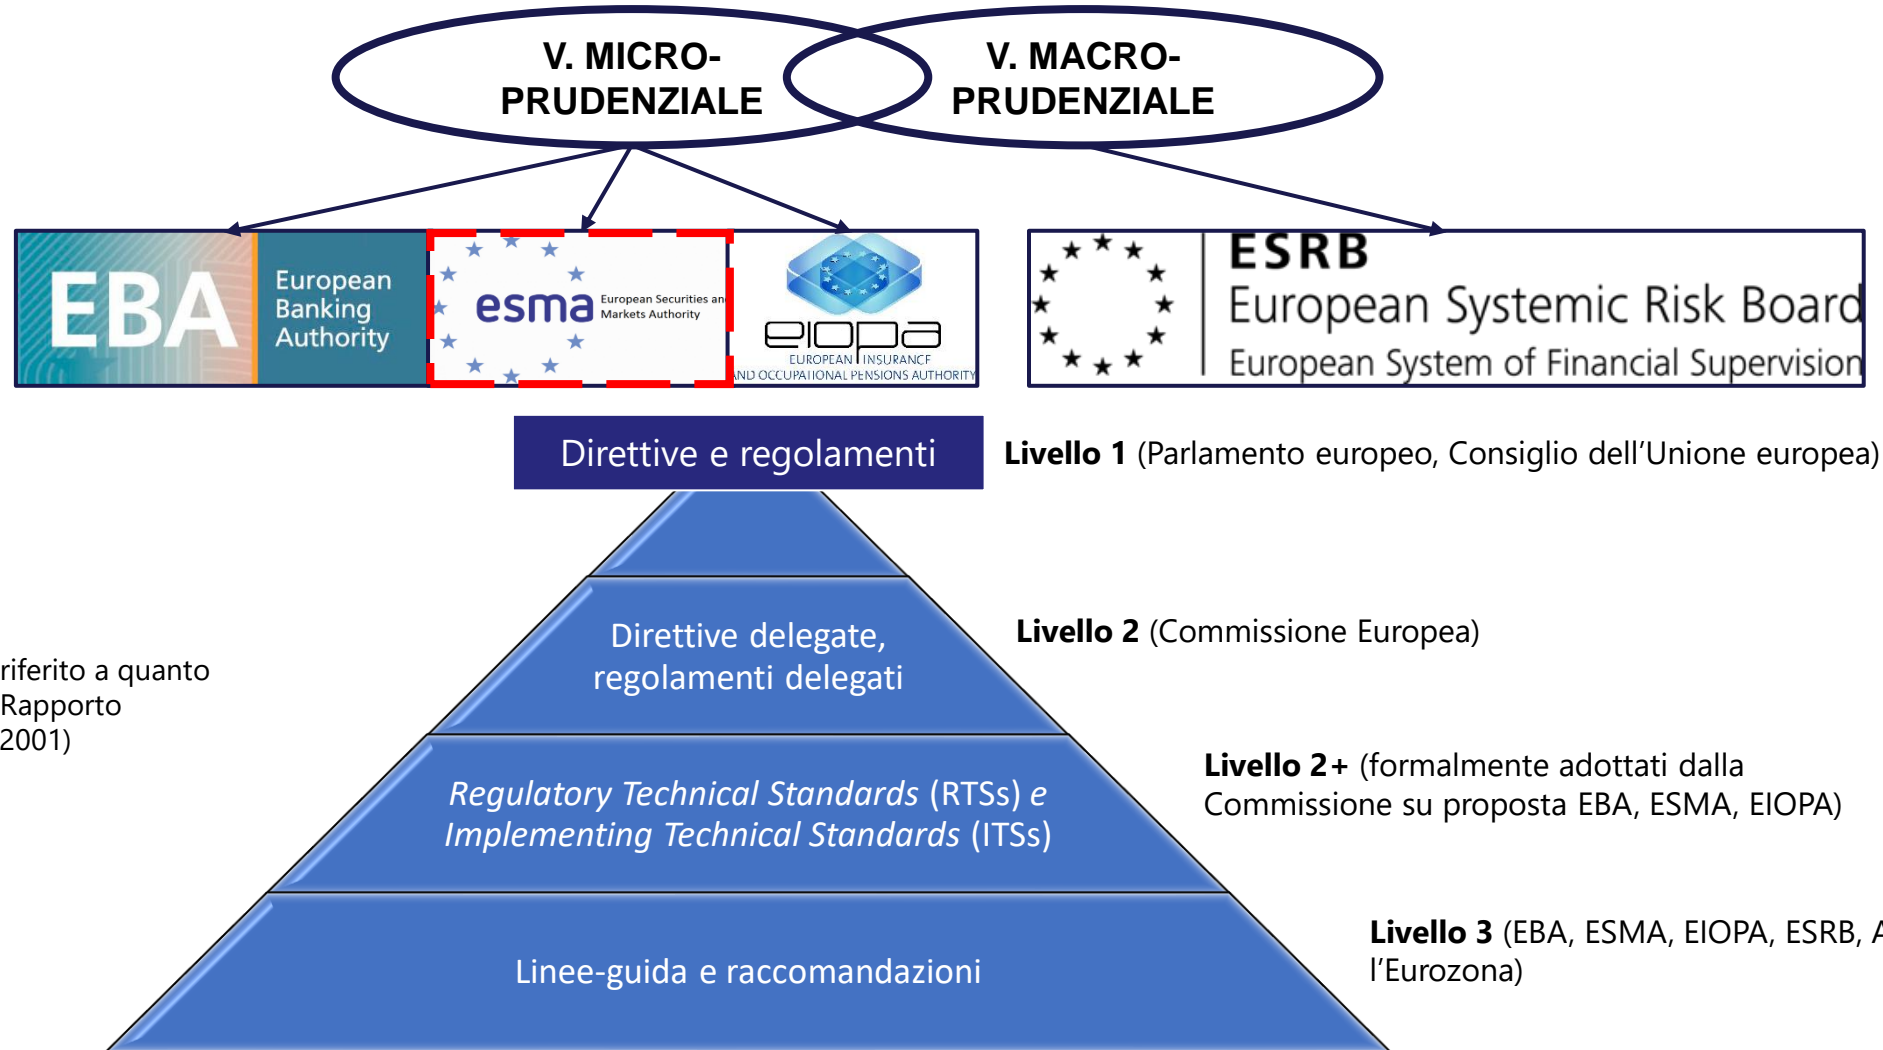 V. MICRO-
PRUDENZIALE
V. MACRO-
PRUDENZIALE
EBA
European
Banking
Authority
esma
European Securities and
Markets Authority
eiopa
EUROPEAN INSURANCE
AND OCCUPATIONAL PENSIONS AUTHORITY
ESRB
European Systemic Risk Board
European System of Financial Supervision
Direttive e regolamenti
Livello 1 (Parlamento europeo, Consiglio dell’Unione europea)
Direttive delegate,
regolamenti delegati
Livello 2 (Commissione Europea)
riferito a quanto
Rapporto
2001)
Regulatory Technical Standards (RTSs) e
Implementing Technical Standards (ITSs)
Livello 2+ (formalmente adottati dalla
Commissione su proposta EBA, ESMA, EIOPA)
Linee-guida e raccomandazioni
Livello 3 (EBA, ESMA, EIOPA, ESRB,
l’Eurozona)